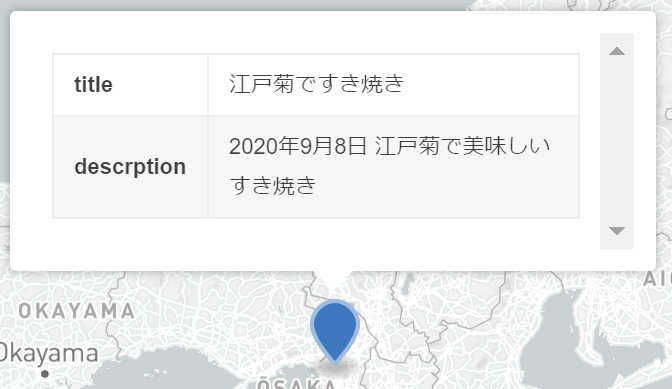 title
江戸菊ですき焼き
descrption
2020年9月8日 江戸菊で美味しい
すき焼き
OKAYAMA
Okayama
ŌSAKA
AIC